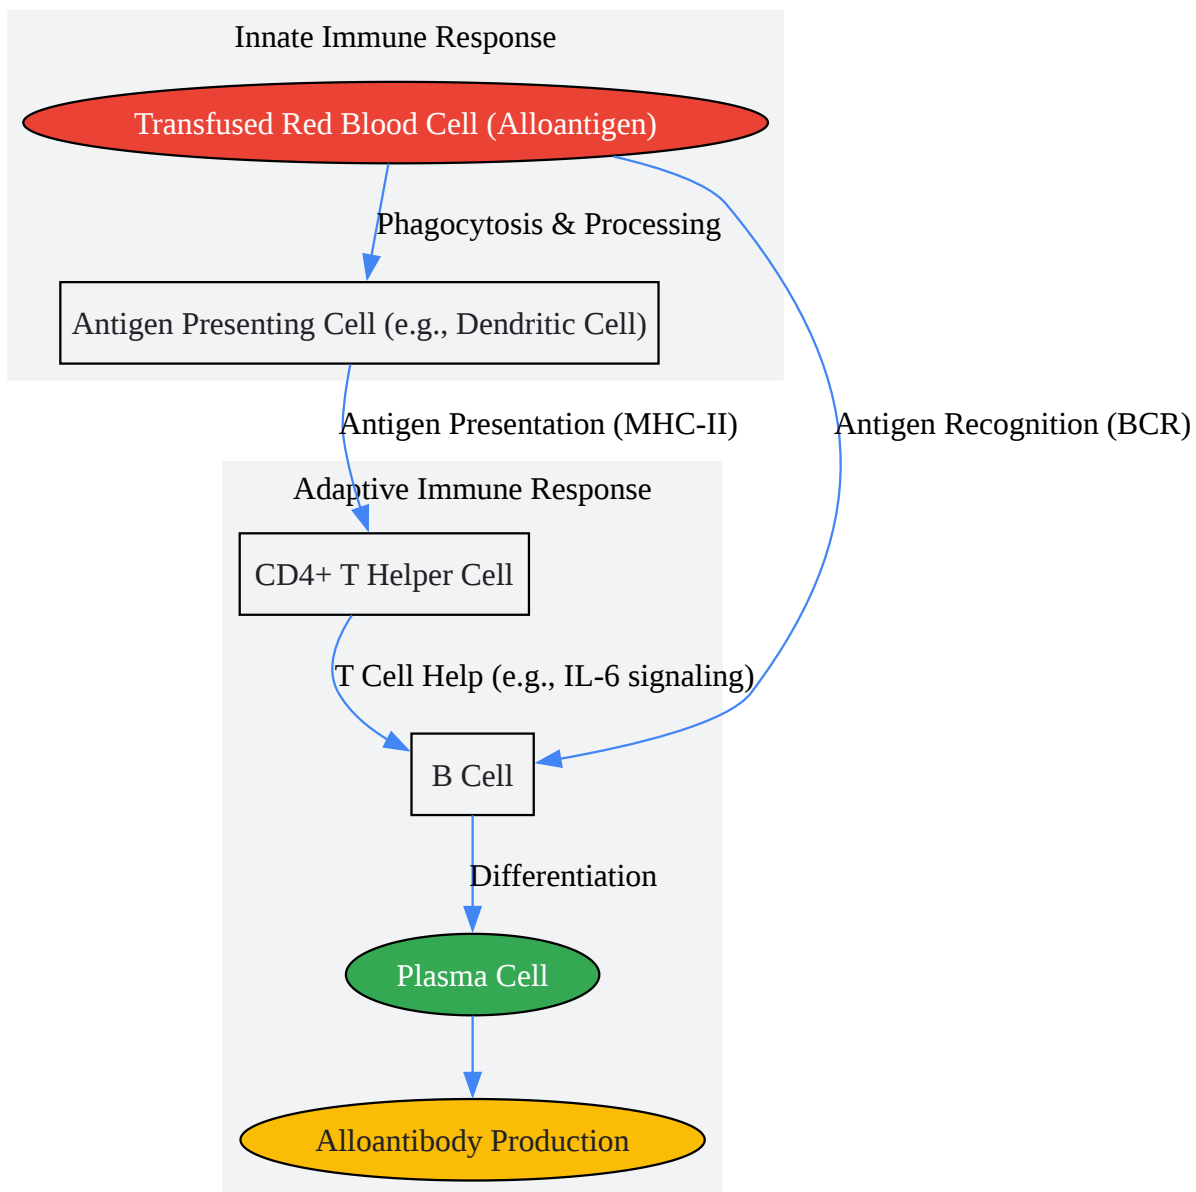 Innate Immune Response
Transfused Red Blood Cell (Alloantigen)
Phagocytosis & Processing
Antigen Presenting Cell (e.g., Dendritic Cell)
Antigen Presentation (MHC-II)
Antigen Recognition (BCR)
Adaptive Immune Response
CD4+ T Helper Cell
T Cell Help (e.g., IL-6 signaling)
B Cell
Differentiation
Plasma Cell
Alloantibody Production